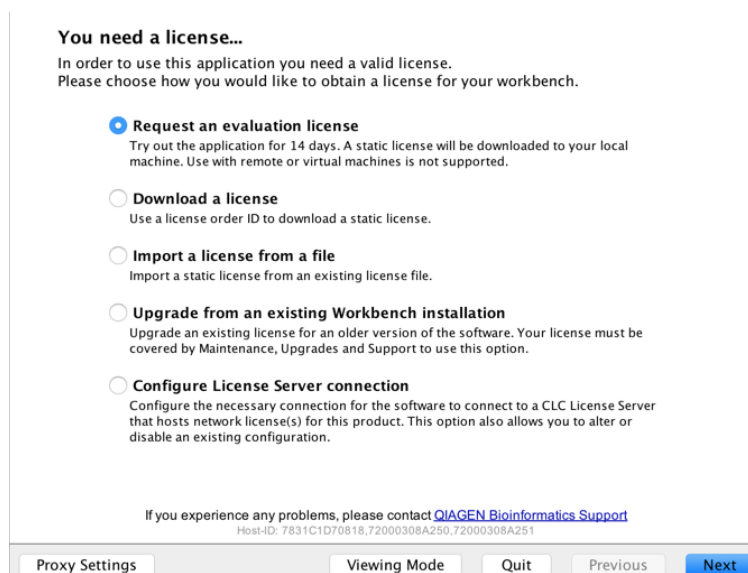 You need a license...
In order to use this application you need a valid license.
Please choose how you would like to obtain a license for your workbench.
Request an evaluation license
Try out the application for 14 days. A static license will be downloaded to your local
machine. Use with remote or virtual machines is not supported.
Download a license
Use a license order ID to download a static license.
Import a license from a file
Import a static license from an existing license file.
Upgrade from an existing Workbench installation
Upgrade an existing license for an older version of the software. Your license must be
covered by Maintenance, Upgrades and Support to use this option.
Configure License Server connection
Configure the necessary connection for the software to connect to a CLC License Server
that hosts network license(s) for this product. This option also allows you to alter or
disable an existing configuration.
If you experience any problems, please contact QIAGEN Bioinformatics Support
Host-ID: 7831C1D70818,72000308A250,72000308A251
Proxy Settings Viewing Mode Quit Previous Next